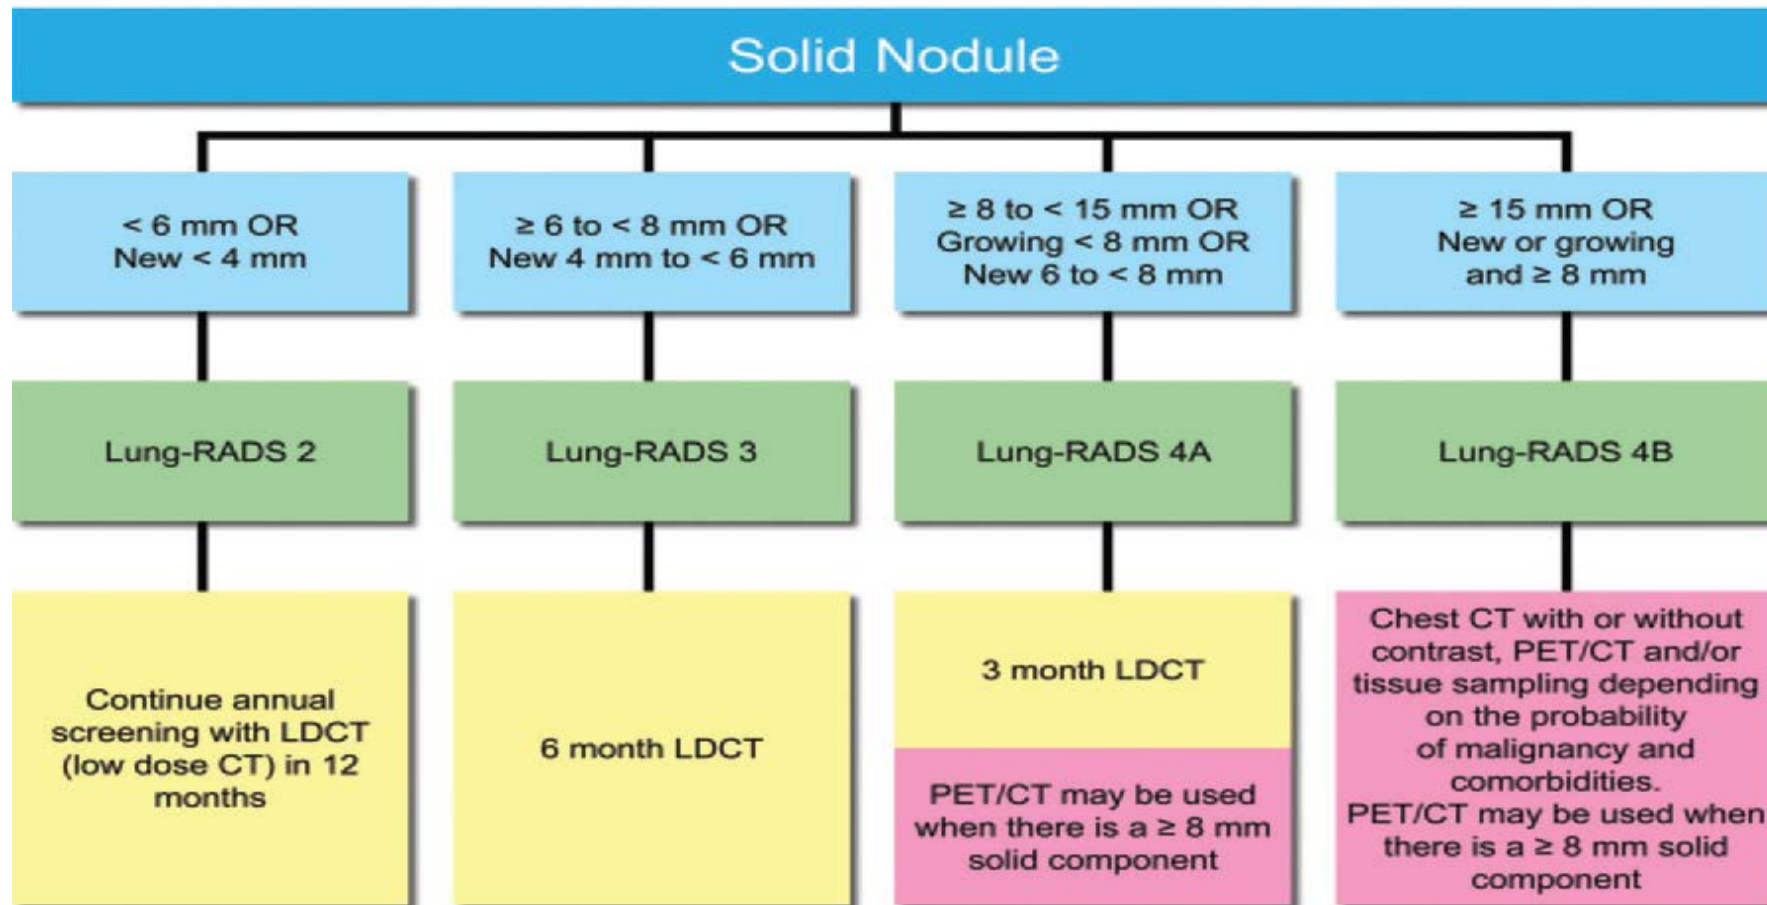 Solid Nodule
< 6 mm OR
New < 4 mm
≥ 6 to < 8 mm OR
New 4 mm to < 6 mm
≥ 8 to < 15 mm OR
Growing < 8 mm OR
New 6 to < 8 mm
≥ 15 mm OR
New or growing
and ≥ 8 mm
Lung-RADS 2
Lung-RADS 3
Lung-RADS 4A
Lung-RADS 4B
Continue annual
screening with LDCT
(low dose CT) in 12
months
6 month LDCT
3 month LDCT
PET/CT may be used
when there is a ≥ 8 mm
solid component
Chest CT with or without
contrast, PET/CT and/or
tissue sampling depending
on the probability
of malignancy and
comorbidities.
PET/CT may be used when
there is a ≥ 8 mm solid
component